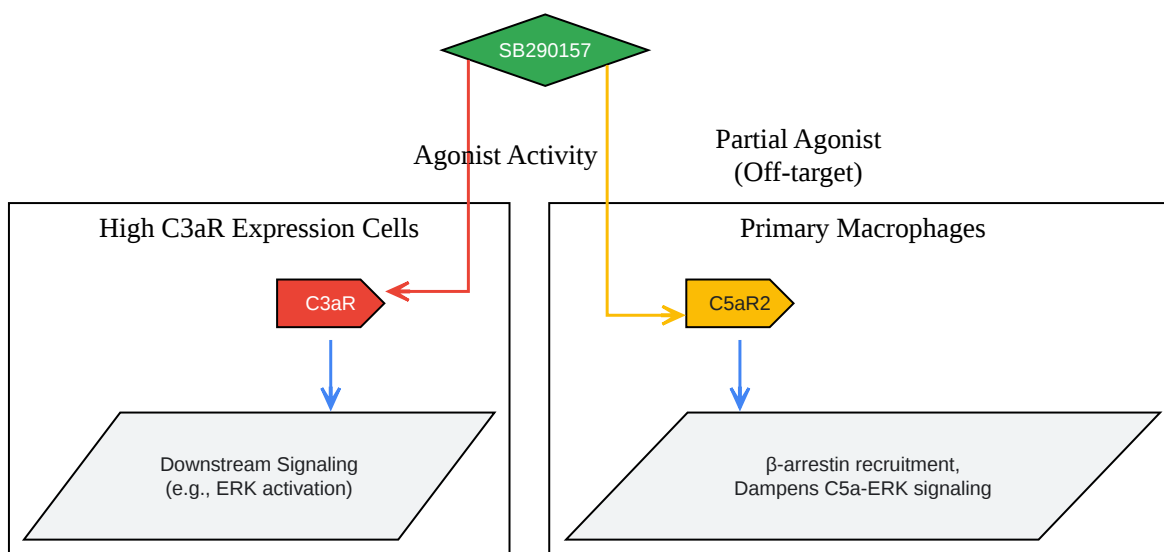 SB290157
Agonist Activity
Partial Agonist
(Off-target)
High C3aR Expression Cells
Primary Macrophages
C3aR
C5aR2
Downstream Signaling
(e.g., ERK activation)
β-arrestin recruitment,
Dampens C5a-ERK signaling